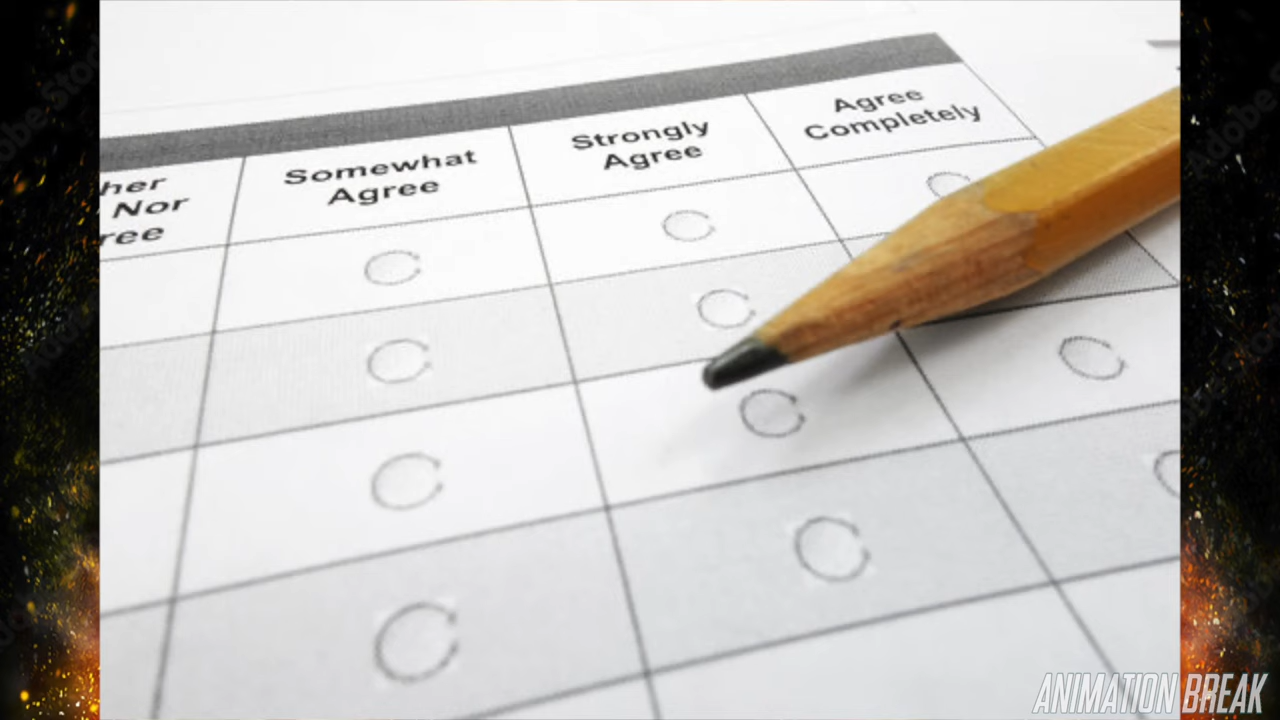 her
Nor
ree
Somewhat
Agree
Strongly
Agree
Agree
Completely
ANIMATION BREAK